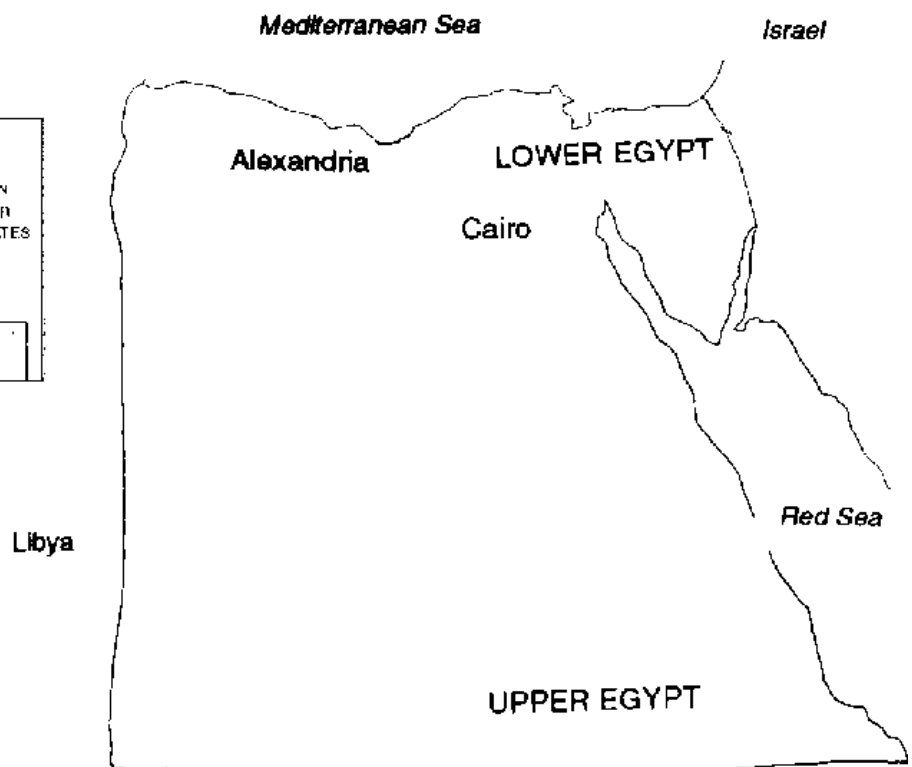 Mediterranean Sea
Israel
Alexandria
LOWER EGYPT
Cairo
Libya
Red Sea
UPPER EGYPT